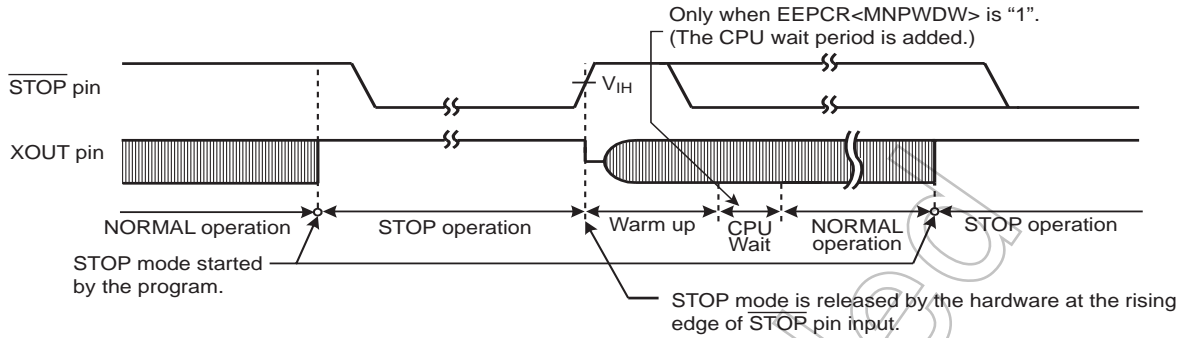 Only when EEPCR<MNPWDW> is “1”.
(The CPU wait period is added.)
STOP pin
VIH
XOUT pin
NORMAL operation
STOP operation
Warm up
CPU
Wait
NORMAL
operation
STOP operation
STOP mode started
by the program.
STOP mode is released by the hardware at the rising
edge of STOP pin input.